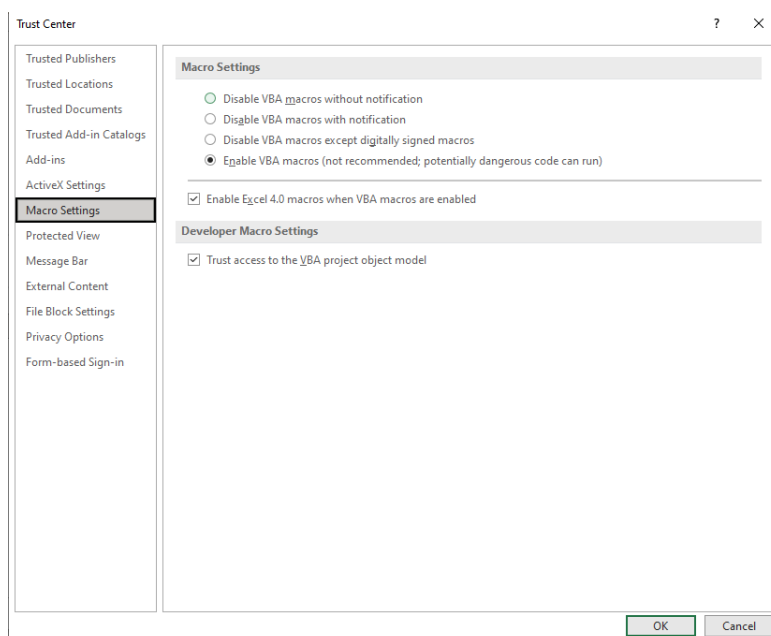 Trust Center
?
Trusted Publishers
Trusted Locations
Trusted Documents
Trusted Add-in Catalogs
Add-ins
ActiveX Settings
Macro Settings
Protected View
Message Bar
External Content
File Block Settings
Privacy Options
Form-based Sign-in
Macro Settings
Disable VBA macros without notification
Disable VBA macros with notification
Disable VBA macros except digitally signed macros
Enable VBA macros (not recommended; potentially dangerous code can run)
Enable Excel 4.0 macros when VBA macros are enabled
Developer Macro Settings
Trust access to the VBA project object model
OK
Cancel